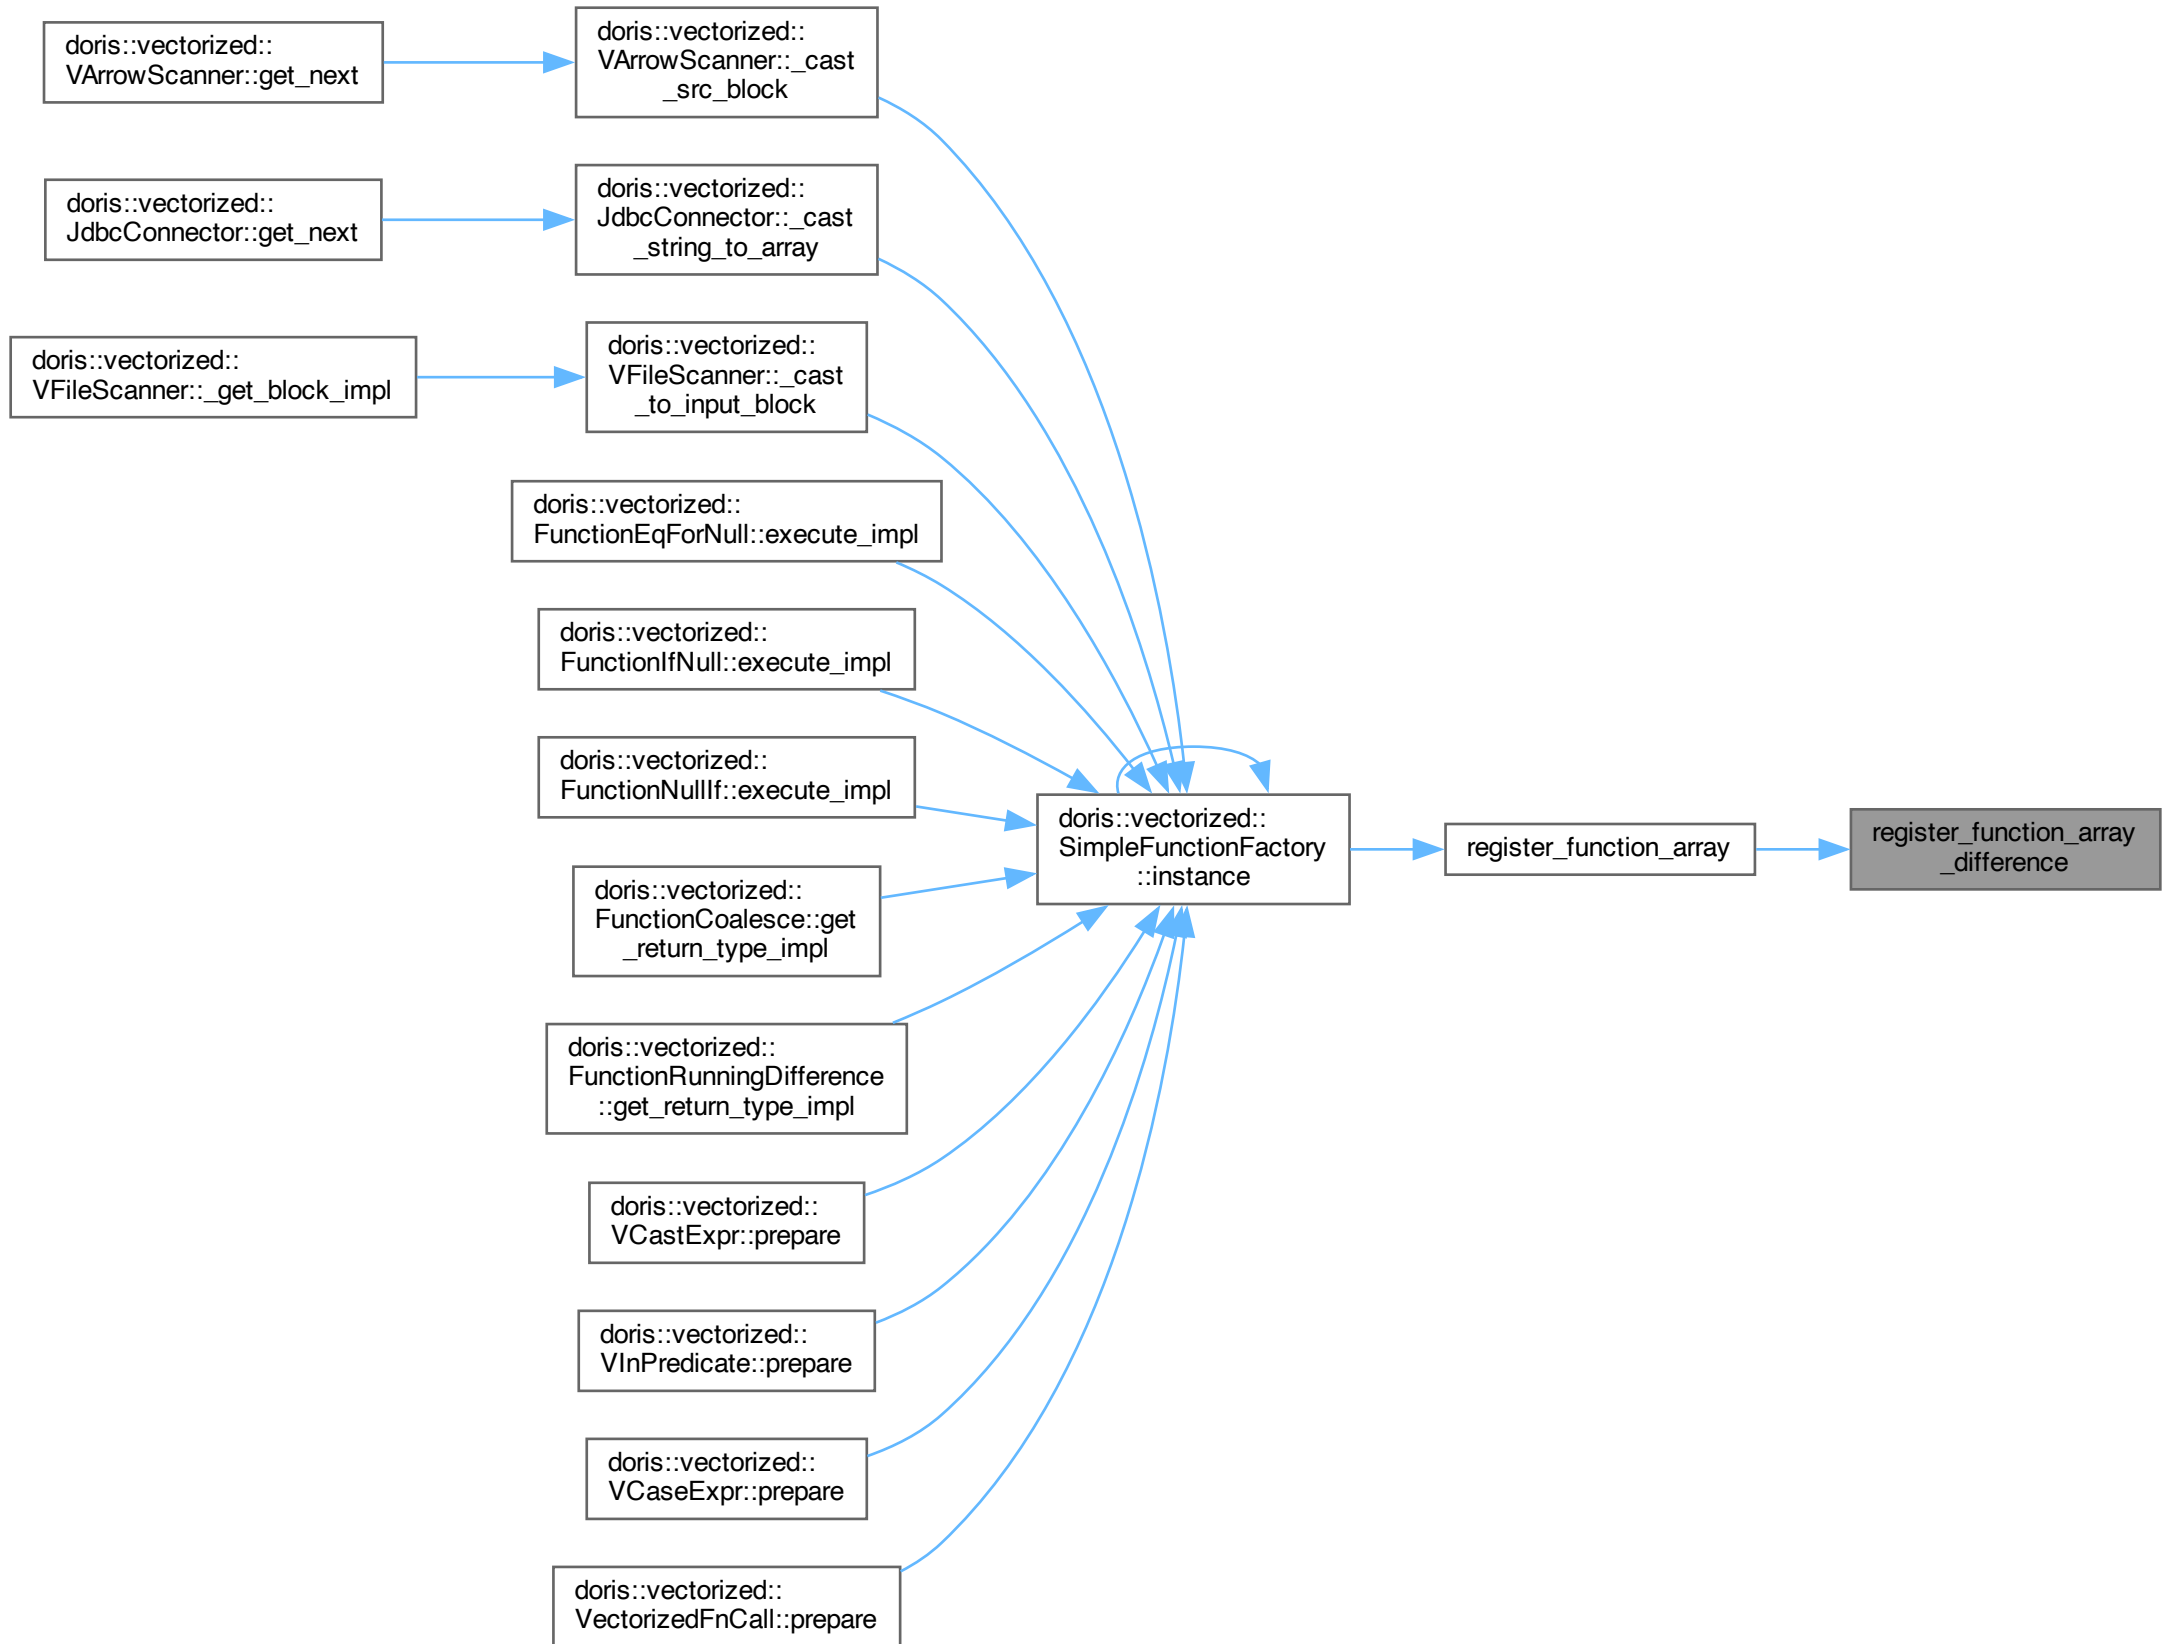 doris::vectorized::
VArrowScanner::get_next
doris::vectorized::
VArrowScanner::_cast
_src_block
doris::vectorized::
JdbcConnector::get_next
doris::vectorized::
JdbcConnector::_cast
_string_to_array
doris::vectorized::
VFileScanner::_get_block_impl
doris::vectorized::
VFileScanner::_cast
_to_input_block
doris::vectorized::
FunctionEqForNull::execute_impl
doris::vectorized::
FunctionIfNull::execute_impl
doris::vectorized::
FunctionNullIf::execute_impl
doris::vectorized::
SimpleFunctionFactory
::instance
register_function_array
register_function_array
_difference
doris::vectorized::
FunctionCoalesce::get
_return_type_impl
doris::vectorized::
FunctionRunningDifference
::get_return_type_impl
doris::vectorized::
VCastExpr::prepare
doris::vectorized::
VInPredicate::prepare
doris::vectorized::
VCaseExpr::prepare
doris::vectorized::
VectorizedFnCall::prepare